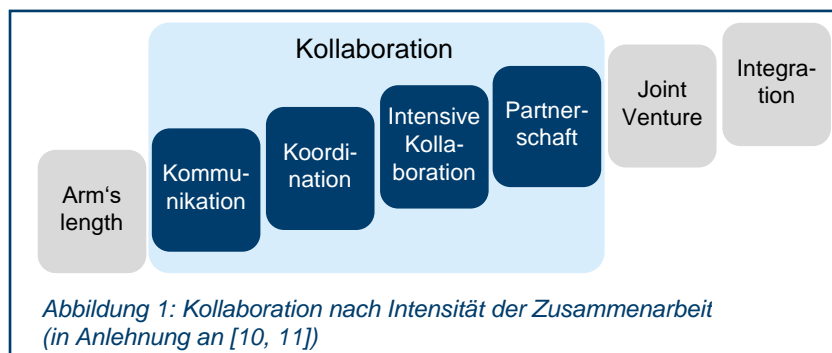 Kollaboration
Arm‘s
length
Kommu-
nikation
Koordi-
nation
Intensive
Kolla-
boration
Partner-
schaft
Joint
Venture
Integra-
tion
Abbildung 1: Kollaboration nach Intensität der Zusammenarbeit
(in Anlehnung an [10, 11])